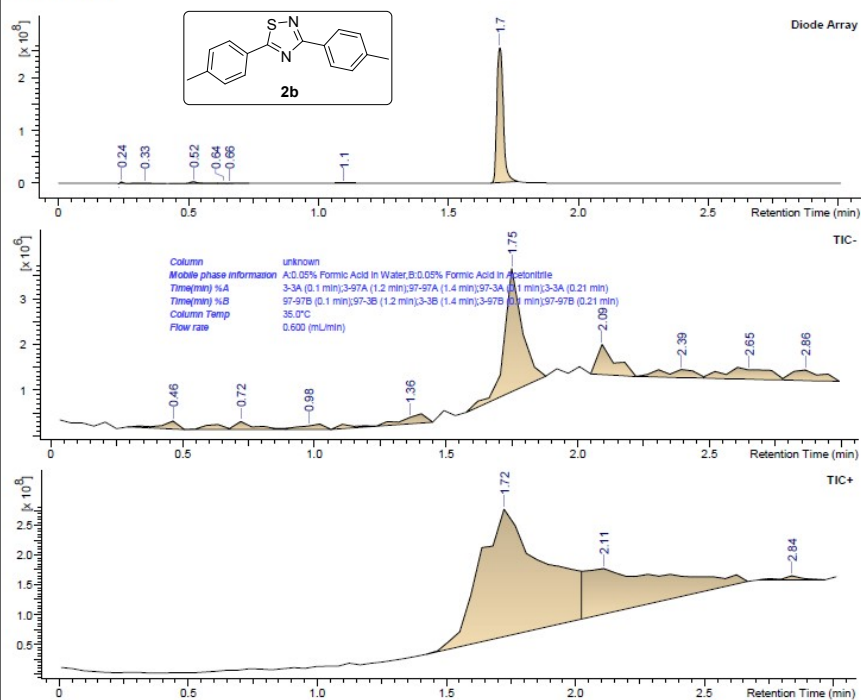 Diode Array
[x 10^8]
S N
N
2b
1.7
2
1
0
0.24 0.33 0.52 0.64 0.66 1.1
0 0.5 1.0 1.5 2.0 2.5 Retention Time (min)
TIC-
[x 10^6]
1.75
Column unknown
Mobile phase information A:0.05% Formic Acid in Water,B:0.05% Formic Acid in Acetonitrile
Time(min) %A 3-3A (0.1 min);3-97A (1.2 min);97-97A (1.4 min);97-3A (0.1 min);3-3A (0.21 min)
Time(min) %B 97-97B (0.1 min);97-3B (1.2 min);3-3B (1.4 min);3-97B (0.1 min);97-97B (0.21 min)
Column Temp 35.0°C
Flow rate 0.600 (mL/min)
3
2
1
0.46 0.72 0.98 1.36 2.09 2.39 2.65 2.86
0 0.5 1.0 1.5 2.0 2.5 Retention Time (min)
TIC+
[x 10^8]
1.72
2.5
2.0
1.5
1.0
0.5
2.11 2.84
0 0.5 1.0 1.5 2.0 2.5 Retention Time (min)